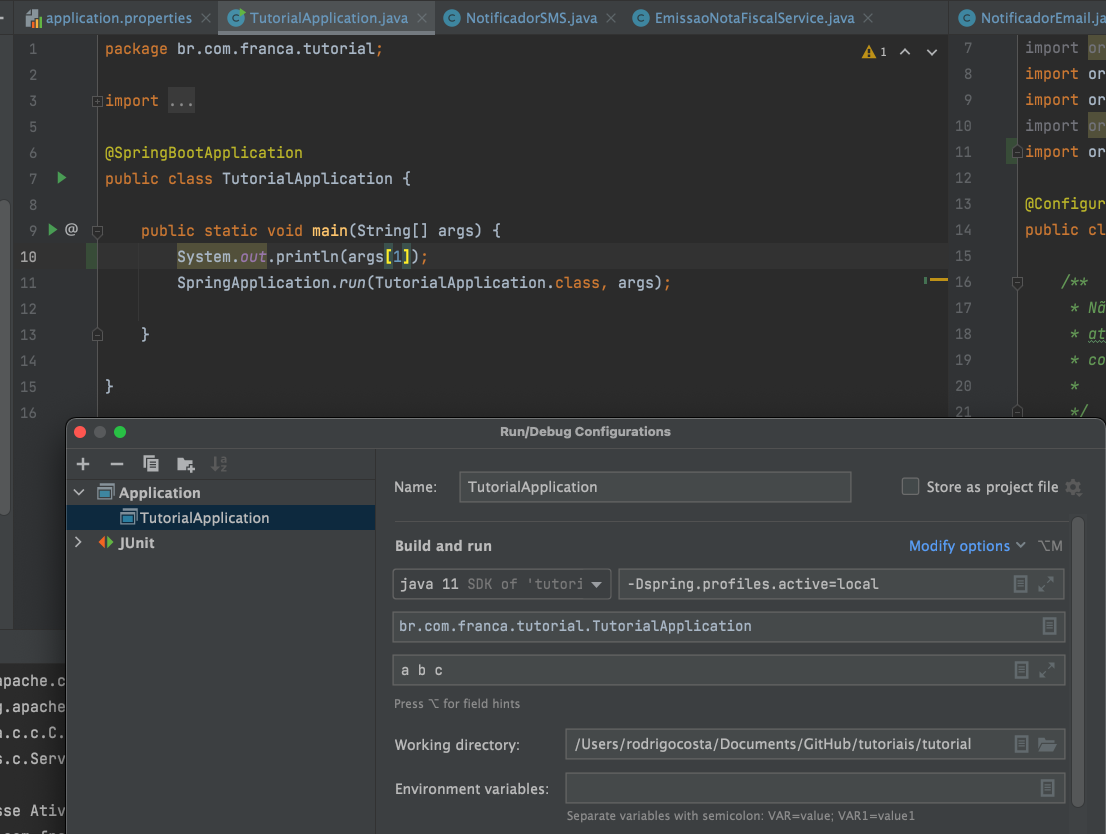 application.properties TutorialApplication.java NotificadorSMS.java EmissaoNotaFiscalService.java NotificadorEmail.ja
1 package br.com.franca.tutorial;
2
3 import ...
5
6 @SpringBootApplication
7 public class TutorialApplication {
8
9 @ public static void main(String[] args) {
10 System.out.println(args[1]);
11 SpringApplication.run(TutorialApplication.class, args);
12
13 }
14
15 }
16
1
7 import or
8 import or
9 import or
10 import or
11 import or
12
13 @Configur
14 public cl
15
16 /**
17 * Nã
18 * at
19 * co
20 *
21 */
Run/Debug Configurations
Application
TutorialApplication
JUnit
Name: TutorialApplication Store as project file
Build and run Modify options ⌥M
java 11 SDK of 'tutori -Dspring.profiles.active=local
br.com.franca.tutorial.TutorialApplication
a b c
Press ⌥ for field hints
Working directory: /Users/rodrigocosta/Documents/GitHub/tutoriais/tutorial
Environment variables:
Separate variables with semicolon: VAR=value; VAR1=value1
apache.c
g.apache
.c.c.C.
s.c.Serv
sse Ativ